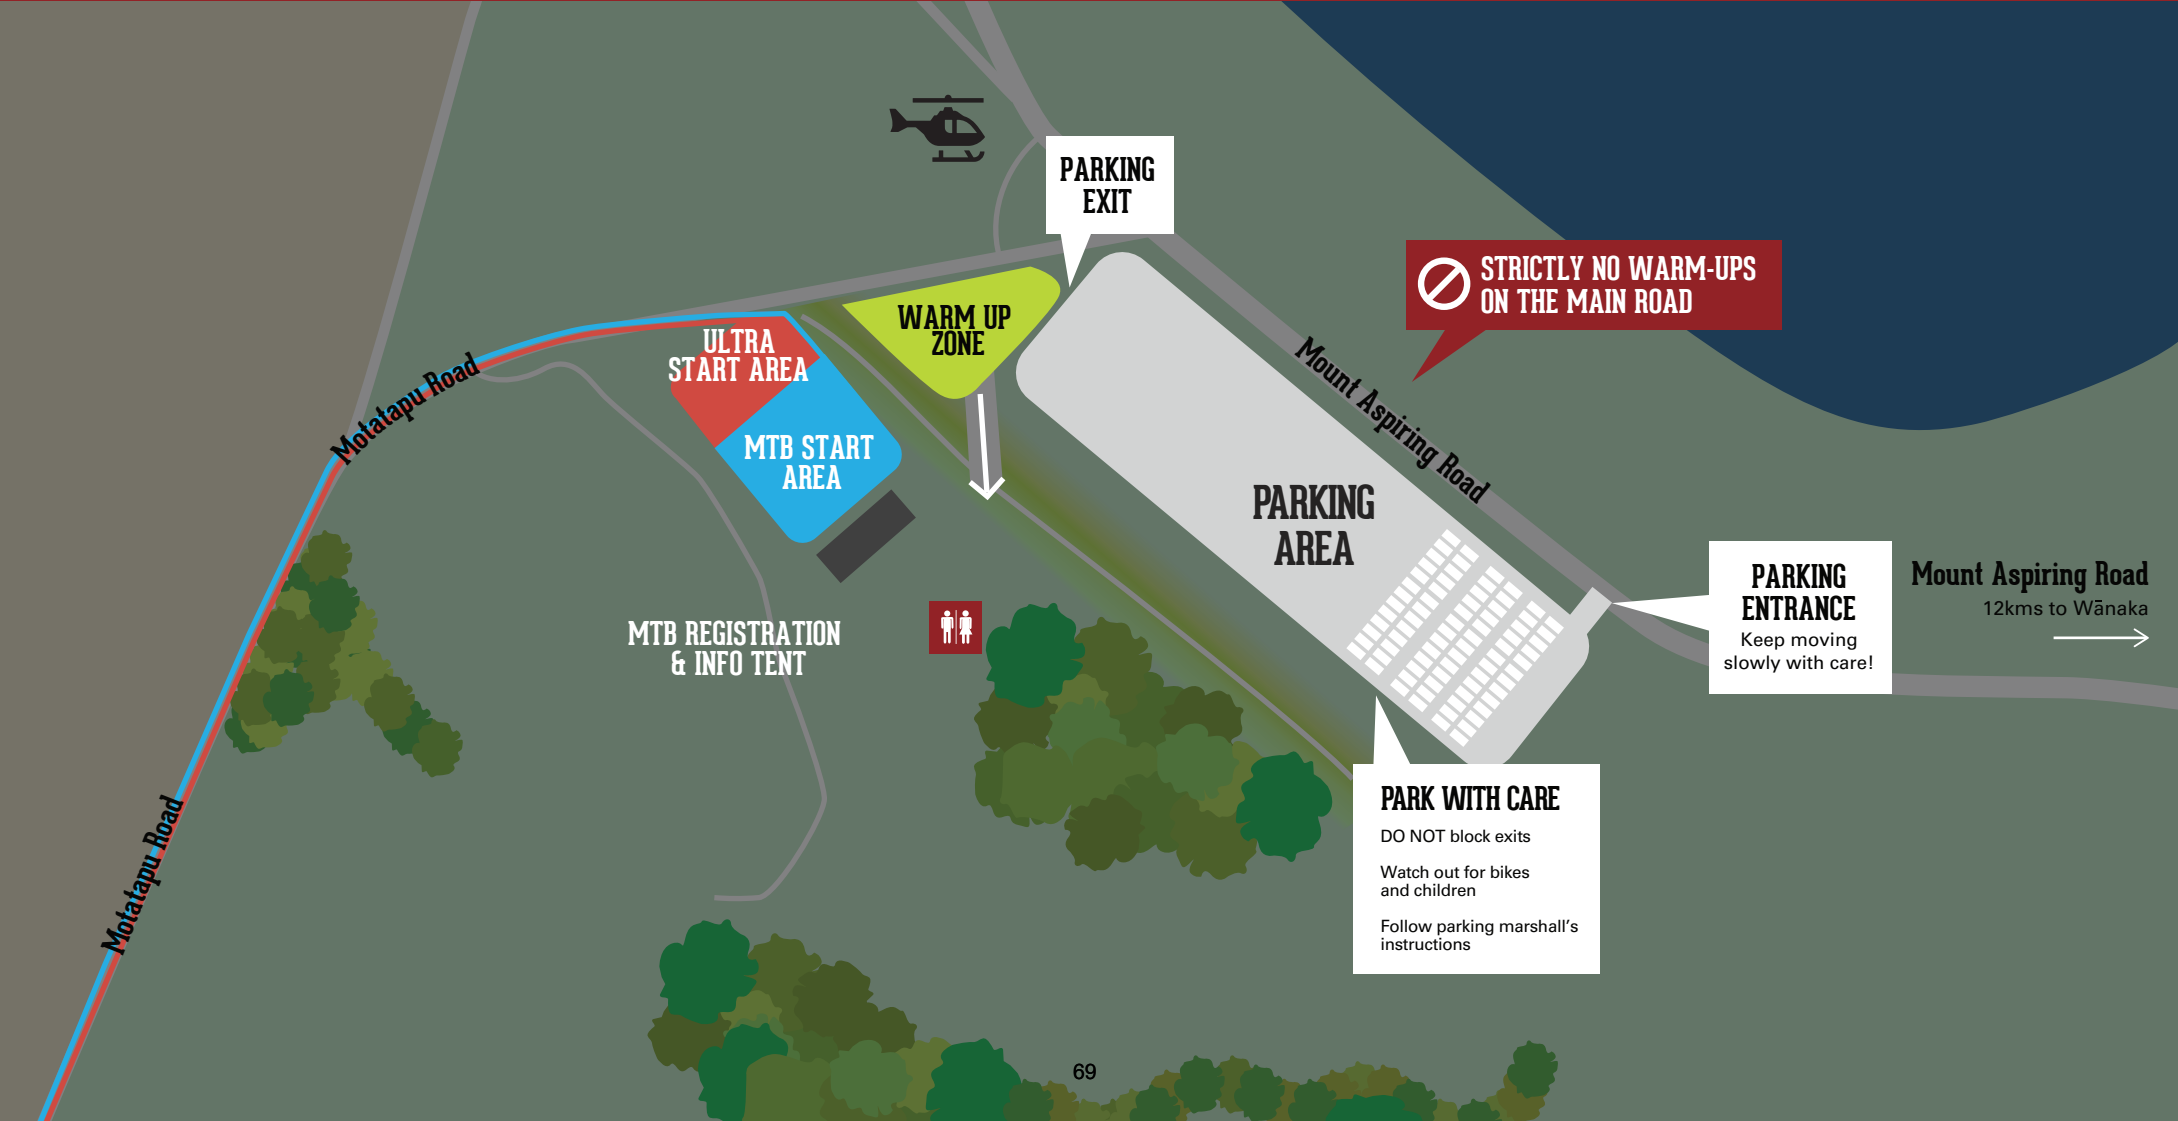 PARKING
EXIT
STRICTLY NO WARM-UPS
ON THE MAIN ROAD
WARM UP
ZONE
ULTRA
START AREA
Motatapu Road
Mount Aspiring Road
MTB START
AREA
PARKING
AREA
PARKING
ENTRANCE
Keep moving
slowly with care!
Mount Aspiring Road
12kms to Wānaka
MTB REGISTRATION
& INFO TENT
PARK WITH CARE
DO NOT block exits
Watch out for bikes
and children
Follow parking marshall's
instructions
Motatapu Road
69